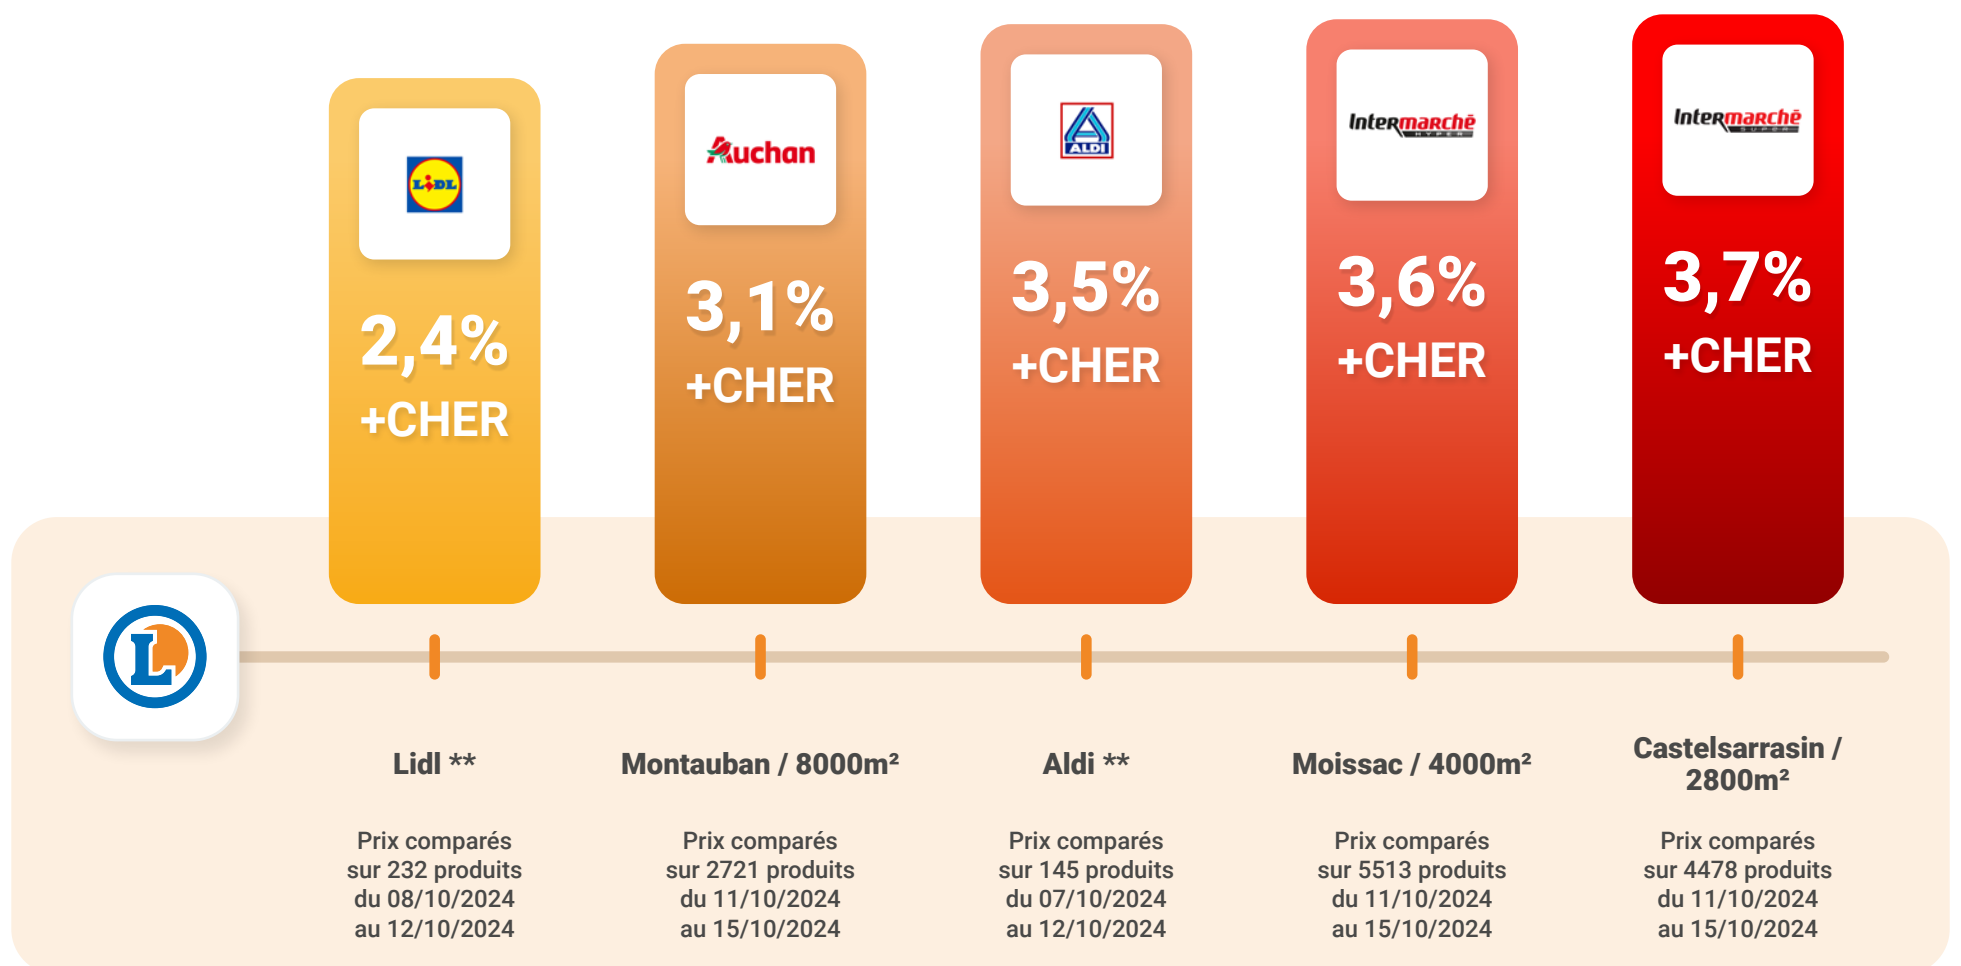 LIDL
2,4%
+CHER
Auchan
3,1%
+CHER
ALDI
3,5%
+CHER
Intermarchē
HYPER
3,6%
+CHER
Intermarchē
SUPER
3,7%
+CHER
L
Lidl **
Prix comparés
sur 232 produits
du 08/10/2024
au 12/10/2024
Montauban / 8000m²
Prix comparés
sur 2721 produits
du 11/10/2024
au 15/10/2024
Aldi **
Prix comparés
sur 145 produits
du 07/10/2024
au 12/10/2024
Moissac / 4000m²
Prix comparés
sur 5513 produits
du 11/10/2024
au 15/10/2024
Castelsarrasin /
2800m²
Prix comparés
sur 4478 produits
du 11/10/2024
au 15/10/2024